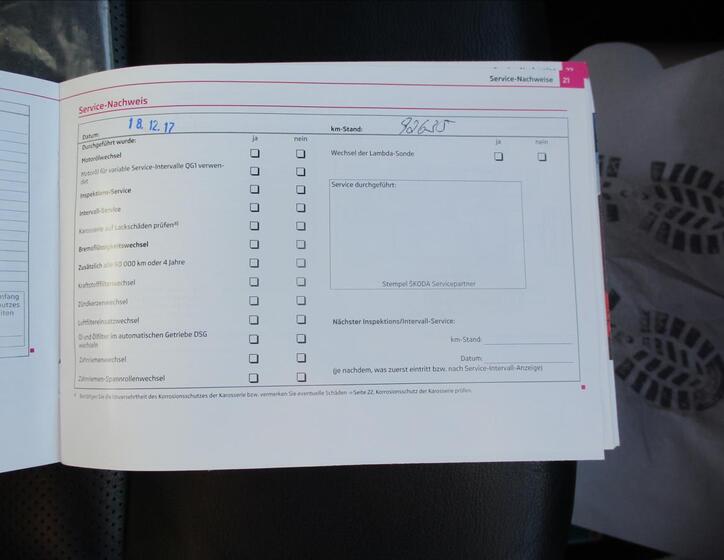 Service-Nachweise 21
Service-Nachweis
Datum: 18.12.17 km-Stand: 92635
Durchgeführt wurde: ja nein
Motorölwechsel
Motoröl für variable Service-Intervalle QG1 verwen-
det
Inspektions-Service
Intervall-Service
Karosserie auf Lackschäden prüfen a)
Bremsflüssigkeitswechsel
Zusätzlich alle 60 000 km oder 4 Jahre
Kraftstofffilterwechsel
Zündkerzenwechsel
Luftfiltereinsatzwechsel
Öl und Ölfilter im automatischen Getriebe DSG
wechseln
Zahnriemenwechsel
Zahnriemen-Spannrollenwechsel
ja nein
Wechsel der Lambda-Sonde
Service durchgeführt:
Stempel ŠKODA Servicepartner
Nächster Inspektions/Intervall-Service:
km-Stand:
Datum:
(je nachdem, was zuerst eintritt bzw. nach Service-Intervall-Anzeige)
a) Bestätigen Sie die Unversehrtheit des Korrosionsschutzes der Karosserie bzw. vermerken Sie eventuelle Schäden ⇒ Seite 22, Korrosionsschutz der Karosserie prüfen.